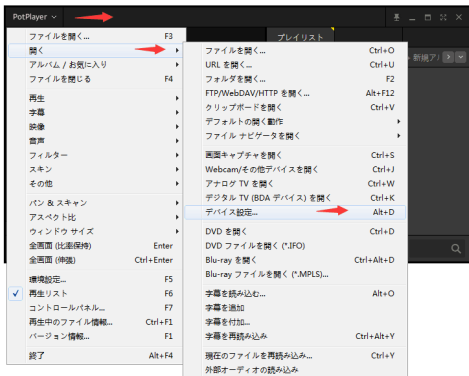 PotPlayer
プレイリスト
新規ア
ファイルを開く... F3
開く
アルバム / お気に入り
ファイルを閉じる F4
再生
字幕
映像
音声
フィルター
スキン
その他
パン & スキャン
アスペクト比
ウィンドウ サイズ
全画面 (比率保持) Enter
全画面 (伸張) Ctrl+Enter
環境設定... F5
✓ 再生リスト F6
コントロールパネル... F7
再生中のファイル情報... Ctrl+F1
バージョン情報... F1
終了 Alt+F4
ファイルを開く... Ctrl+O
URL を開く... Ctrl+U
フォルダを開く... F2
FTP/WebDAV/HTTP を開く... Alt+F12
クリップボードを開く Ctrl+V
デフォルトの開く動作
ファイル ナビゲータを開く
画面キャプチャを開く Ctrl+S
Webcam/その他デバイスを開く Ctrl+J
アナログ TV を開く Ctrl+W
デジタル TV (BDA デバイス) を開く Ctrl+K
デバイス設定... Alt+D
DVD を開く Ctrl+D
DVD ファイルを開く (*.IFO)
Blu-ray を開く Ctrl+Alt+D
Blu-ray ファイルを開く (*.MPLS)...
字幕を読み込む... Alt+O
字幕を追加
字幕を付加...
字幕を再読み込み Ctrl+Alt+Y
現在のファイルを再読み込み... Ctrl+Y
外部オーディオの読み込み